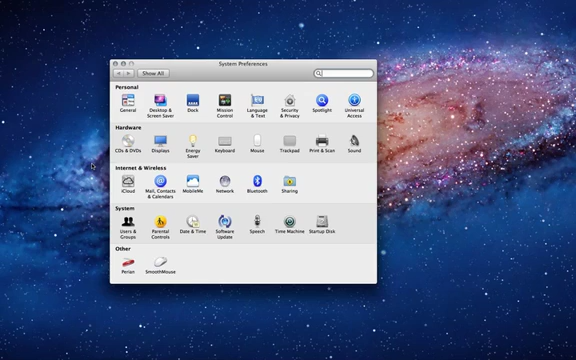 System Preferences
Show All
Personal
General
Desktop &
Screen Saver
Dock
Mission
Control
Language
& Text
Security
& Privacy
Spotlight
Universal
Access
Hardware
CDs & DVDs
Displays
Energy
Saver
Keyboard
Mouse
Trackpad
Print & Scan
Sound
Internet & Wireless
iCloud
Mail, Contacts
& Calendars
MobileMe
Network
Bluetooth
Sharing
System
Users &
Groups
Parental
Controls
Date & Time
Software
Update
Speech
Time Machine
Startup Disk
Other
Perian
SmoothMouse